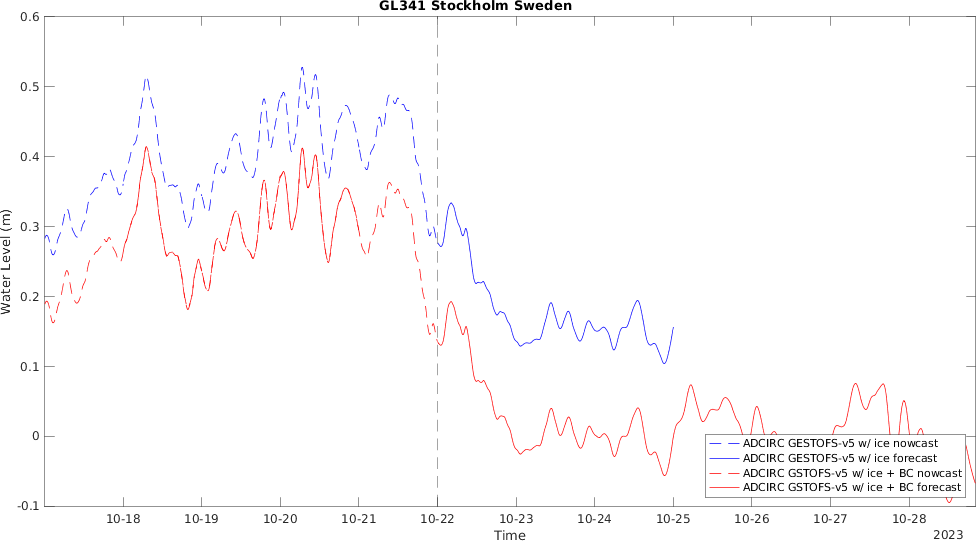 GL341 Stockholm Sweden
Water Level (m)
0.6
0.5
0.4
0.3
0.2
0.1
0
-0.1
ADCIRC GESTOFS-v5 w/ ice nowcast
ADCIRC GESTOFS-v5 w/ ice forecast
ADCIRC GSTOFS-v5 w/ ice + BC nowcast
ADCIRC GSTOFS-v5 w/ ice + BC forecast
10-18 10-19 10-20 10-21 10-22 10-23 10-24 10-25 10-26 10-27 10-28
Time 2023